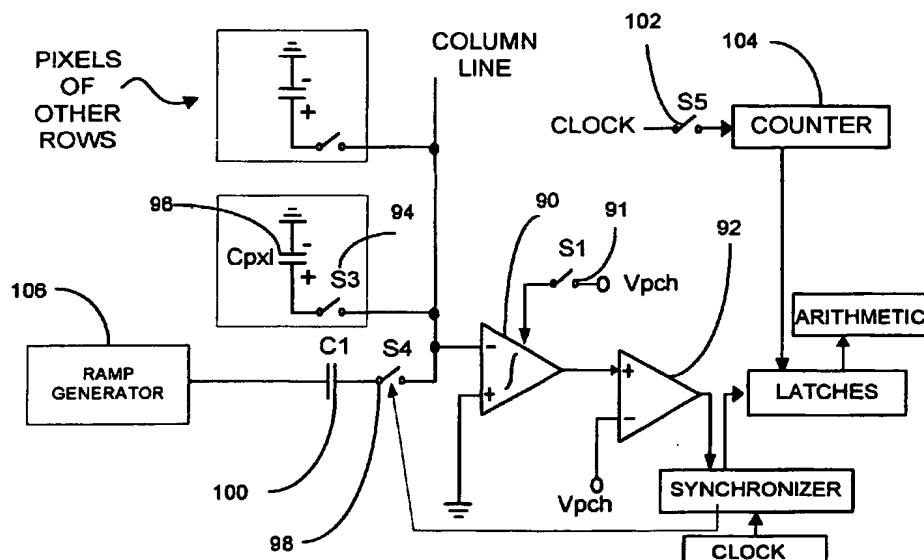 PIXELS
OF
OTHER
ROWS
-
+
COLUMN
LINE
102
S5
CLOCK
104
COUNTER
96
-
Cpxl
+
94
S3
90
S1
91
Vpch
92
106
RAMP
GENERATOR
C1
S4
100
98
-
+
+
-
Vpch
ARITHMETIC
LATCHES
SYNCHRONIZER
CLOCK